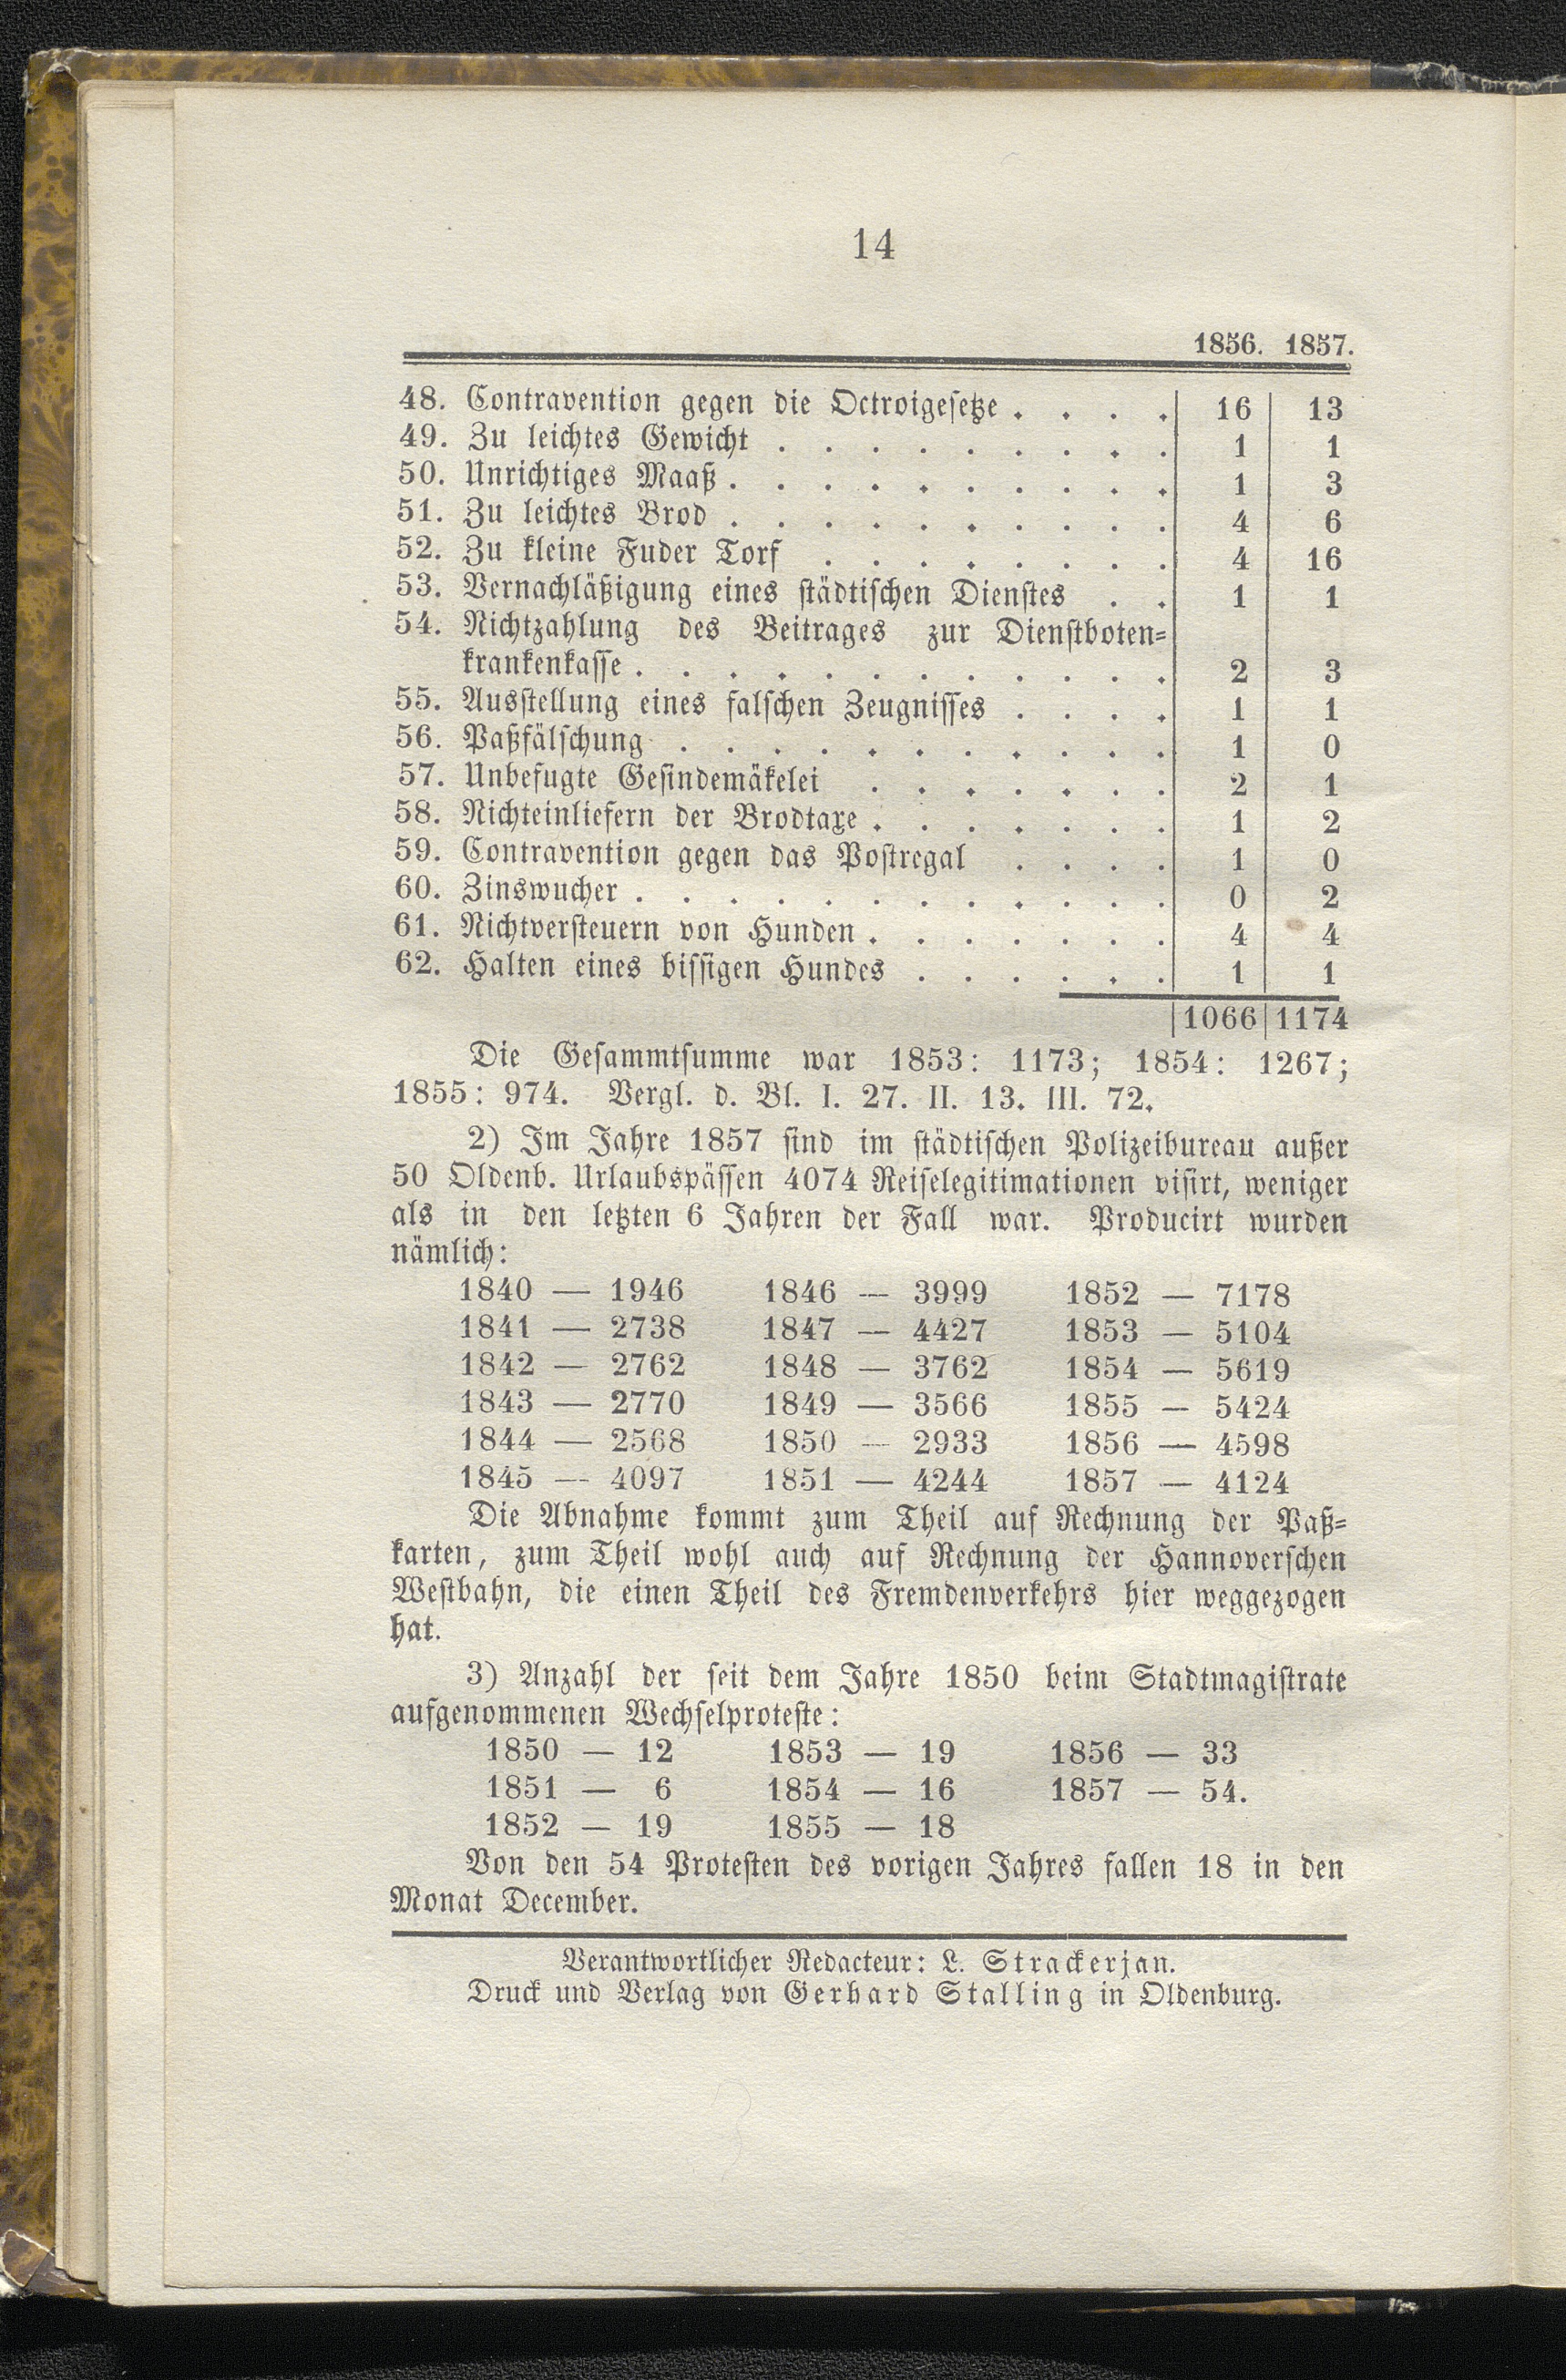 14
1856. 1857.
48. Contravention gegen die Octroigesetze . . . . 16 13
49. Zu leichtes Gewicht . . . . . . . . . 1 1
50. Unrichtiges Maaß . . . . . . . . . . 1 3
51. Zu leichtes Brod . . . . . . . . . . 4 6
52. Zu kleine Fuder Torf . . . . . . . . 4 16
53. Vernachläßigung eines städtischen Dienstes . . 1 1
54. Nichtzahlung des Beitrages zur Dienstboten-
krankenkasse . . . . . . . . . . . . 2 3
55. Ausstellung eines falschen Zeugnisses . . . . 1 1
56. Paßfälschung . . . . . . . . . . . 1 0
57. Unbefugte Gesindemäkelei . . . . . . . 2 1
58. Nichteinliefern der Brodtaxe . . . . . . . 1 2
59. Contravention gegen das Postregal . . . . 1 0
60. Zinswucher . . . . . . . . . . . . 0 2
61. Nichtversteuern von Hunden . . . . . . . 4 4
62. Halten eines bissigen Hundes . . . . . . 1 1
1066 1174
Die Gesammtsumme war 1853: 1173; 1854: 1267;
1855: 974. Vergl. d. Bl. I. 27. II. 13. III. 72.
2) Im Jahre 1857 sind im städtischen Polizeibureau außer
50 Oldenb. Urlaubspässen 4074 Reiselegitimationen visirt, weniger
als in den letzten 6 Jahren der Fall war. Producirt wurden
nämlich:
1840 — 1946 1846 — 3999 1852 — 7178
1841 — 2738 1847 — 4427 1853 — 5104
1842 — 2762 1848 — 3762 1854 — 5619
1843 — 2770 1849 — 3566 1855 — 5424
1844 — 2568 1850 — 2933 1856 — 4598
1845 — 4097 1851 — 4244 1857 — 4124
Die Abnahme kommt zum Theil auf Rechnung der Paß-
karten, zum Theil wohl auch auf Rechnung der Hannoverschen
Westbahn, die einen Theil des Fremdenverkehrs hier weggezogen
hat.
3) Anzahl der seit dem Jahre 1850 beim Stadtmagistrate
aufgenommenen Wechselproteste:
1850 — 12 1853 — 19 1856 — 33
1851 — 6 1854 — 16 1857 — 54.
1852 — 19 1855 — 18
Von den 54 Protesten des vorigen Jahres fallen 18 in den
Monat December.
Verantwortlicher Redacteur: L. Strackerjan.
Druck und Verlag von Gerhard Stalling in Oldenburg.